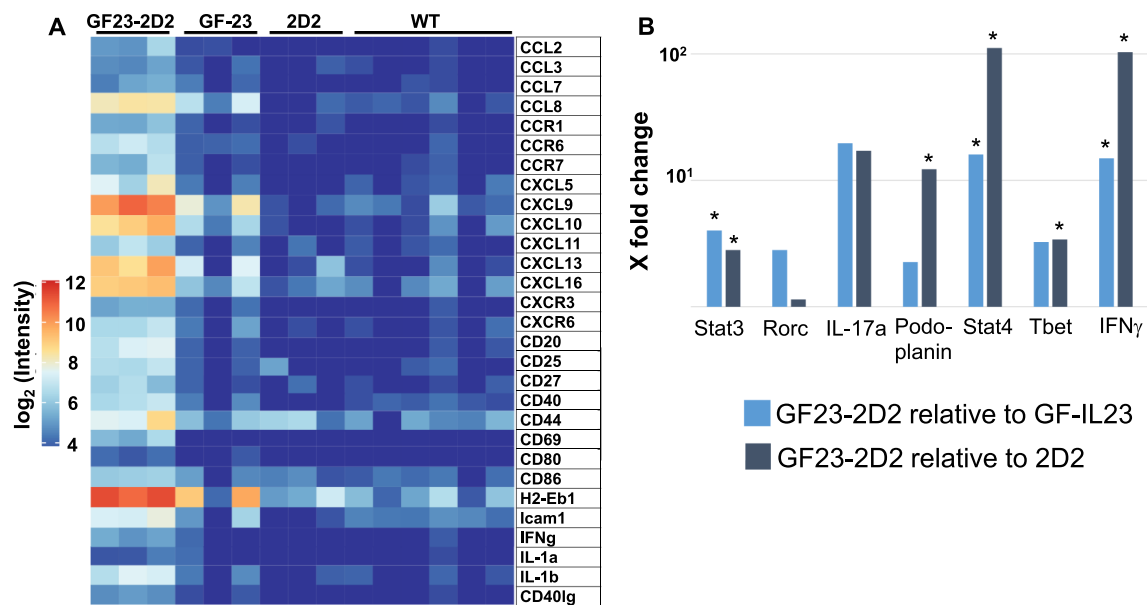 A
GF23-2D2 GF-23 2D2 WT
CCL2
CCL3
CCL7
CCL8
CCR1
CCR6
CCR7
CXCL5
CXCL9
CXCL10
CXCL11
CXCL13
CXCL16
CXCR3
CXCR6
CD20
CD25
CD27
CD40
CD44
CD69
CD80
CD86
H2-Eb1
Icam1
IFNg
IL-1a
IL-1b
CD40lg
log₂ (Intensity)
12
10
8
6
4
B
X fold change
10²
10¹
* * * * * * * *
Stat3 Rorc IL-17a Podo- Stat4 Tbet IFNγ
planin
GF23-2D2 relative to GF-IL23
GF23-2D2 relative to 2D2